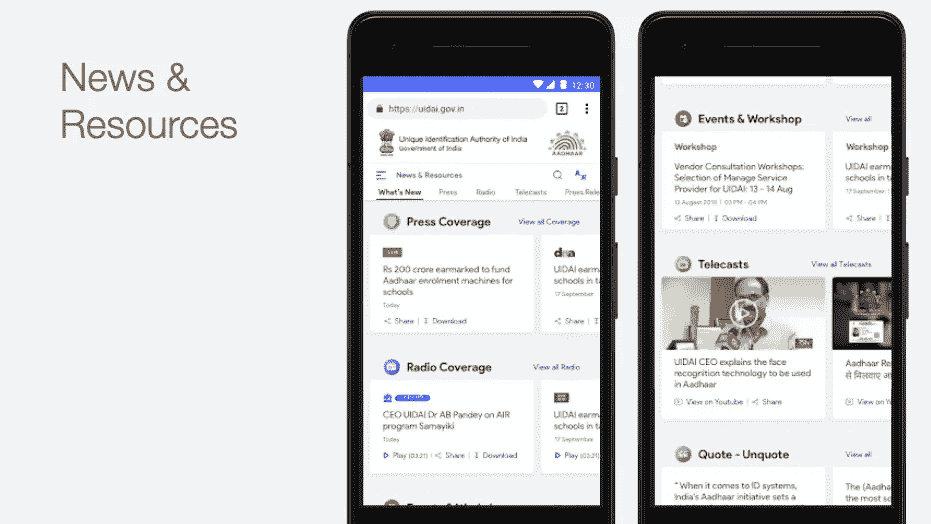 News &
Resources
12:30
https://uidai.gov.in
2
Unique Identification Authority of India
Government of India
AADHAAR
News & Resources
What's New Press Radio Telecasts Press Rele
Press Coverage View all Coverage
Rs 200 crore earmarked to fund
Aadhaar enrolment machines for
schools
Today
Share | Download
dna
UIDAI earm
schools in ta
17 September
Share |
Radio Coverage View all Radio
CEO UIDAI Dr AB Pandey on AIR
program Samayiki
Today
Play (03:21) | Share | Download
UIDAI earm
schools in ta
17 September
Play (03:21)
Events & Workshop View all
Workshop
Vendor Consultation Workshops:
Selection of Manage Service
Provider for UIDAI: 13 - 14 Aug
13 August 2018 | 03 PM - 04 PM
Share | Download
Workshop
UIDAI earm
schools in ta
17 September
Share |
Telecasts View all Telecasts
UIDAI CEO explains the face
recognition technology to be used
in Aadhaar
View on Youtube | Share
Aadhaar Re
से मिलवाए
View on Y
Quote - Unquote View all
"When it comes to ID systems,
India's Aadhaar initiative sets a
The (Aadha
the most sc